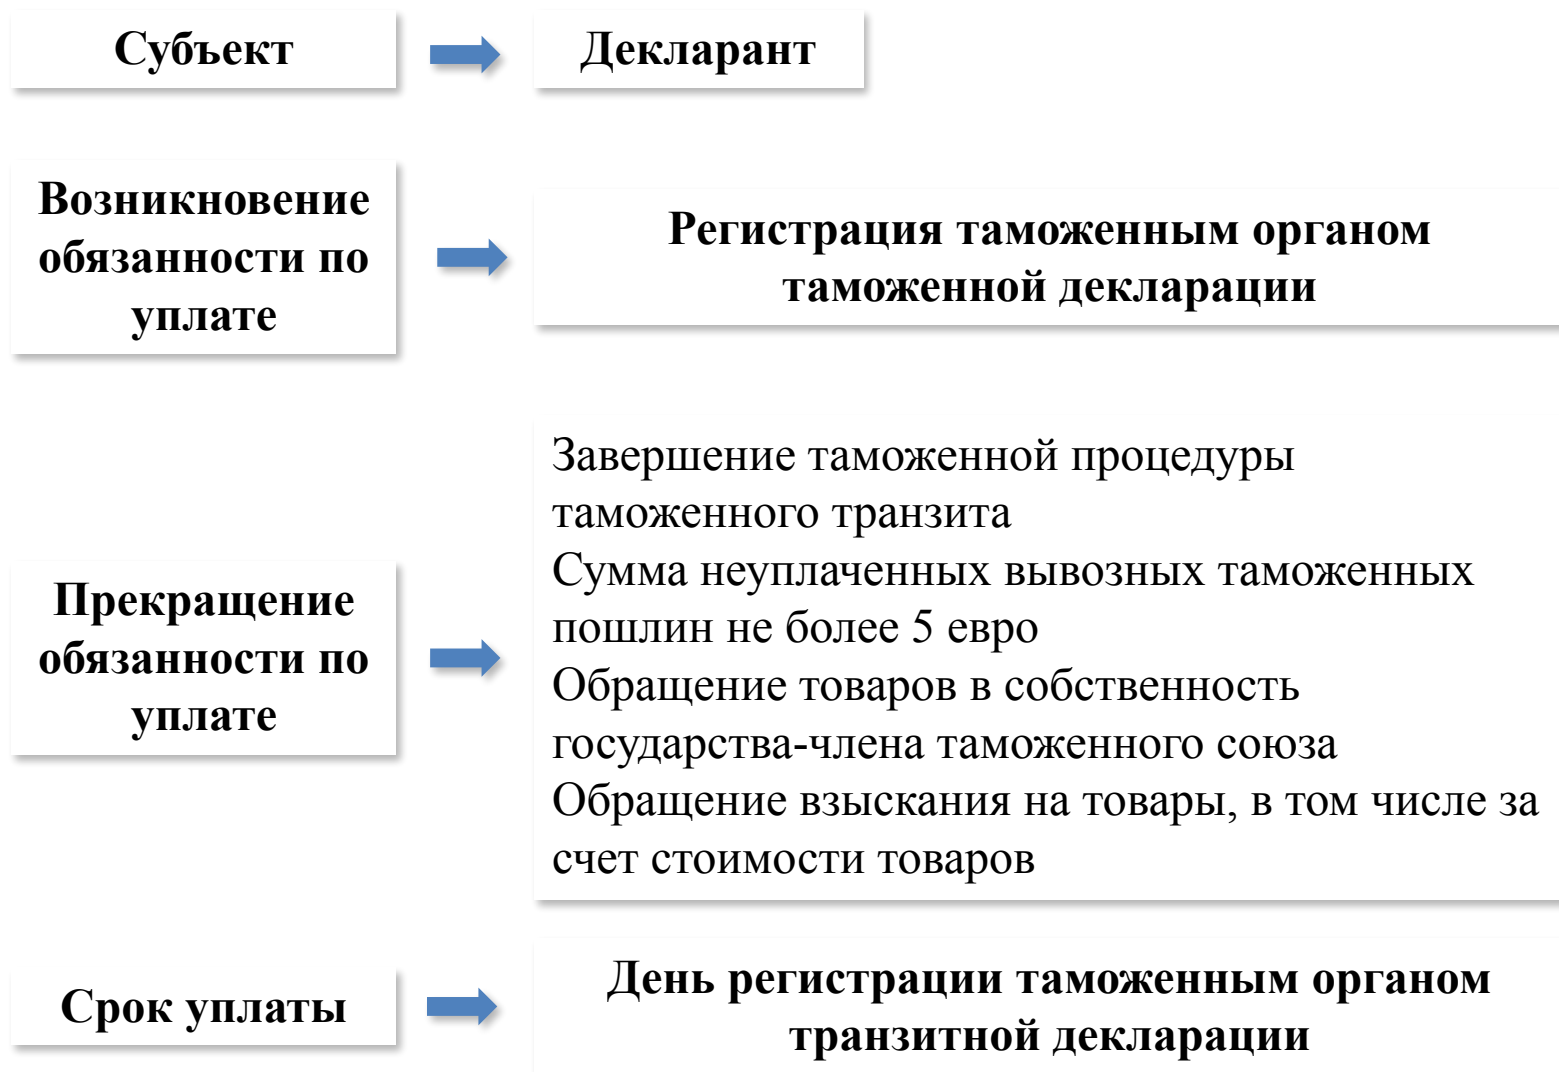 Субъект
Декларант
Возникновение
обязанности по
уплате
Регистрация таможенным органом
таможенной декларации
Прекращение
обязанности по
уплате
Завершение таможенной процедуры
таможенного транзита
Сумма неуплаченных вывозных таможенных
пошлин не более 5 евро
Обращение товаров в собственность
государства-члена таможенного союза
Обращение взыскания на товары, в том числе за
счет стоимости товаров
Срок уплаты
День регистрации таможенным органом
транзитной декларации